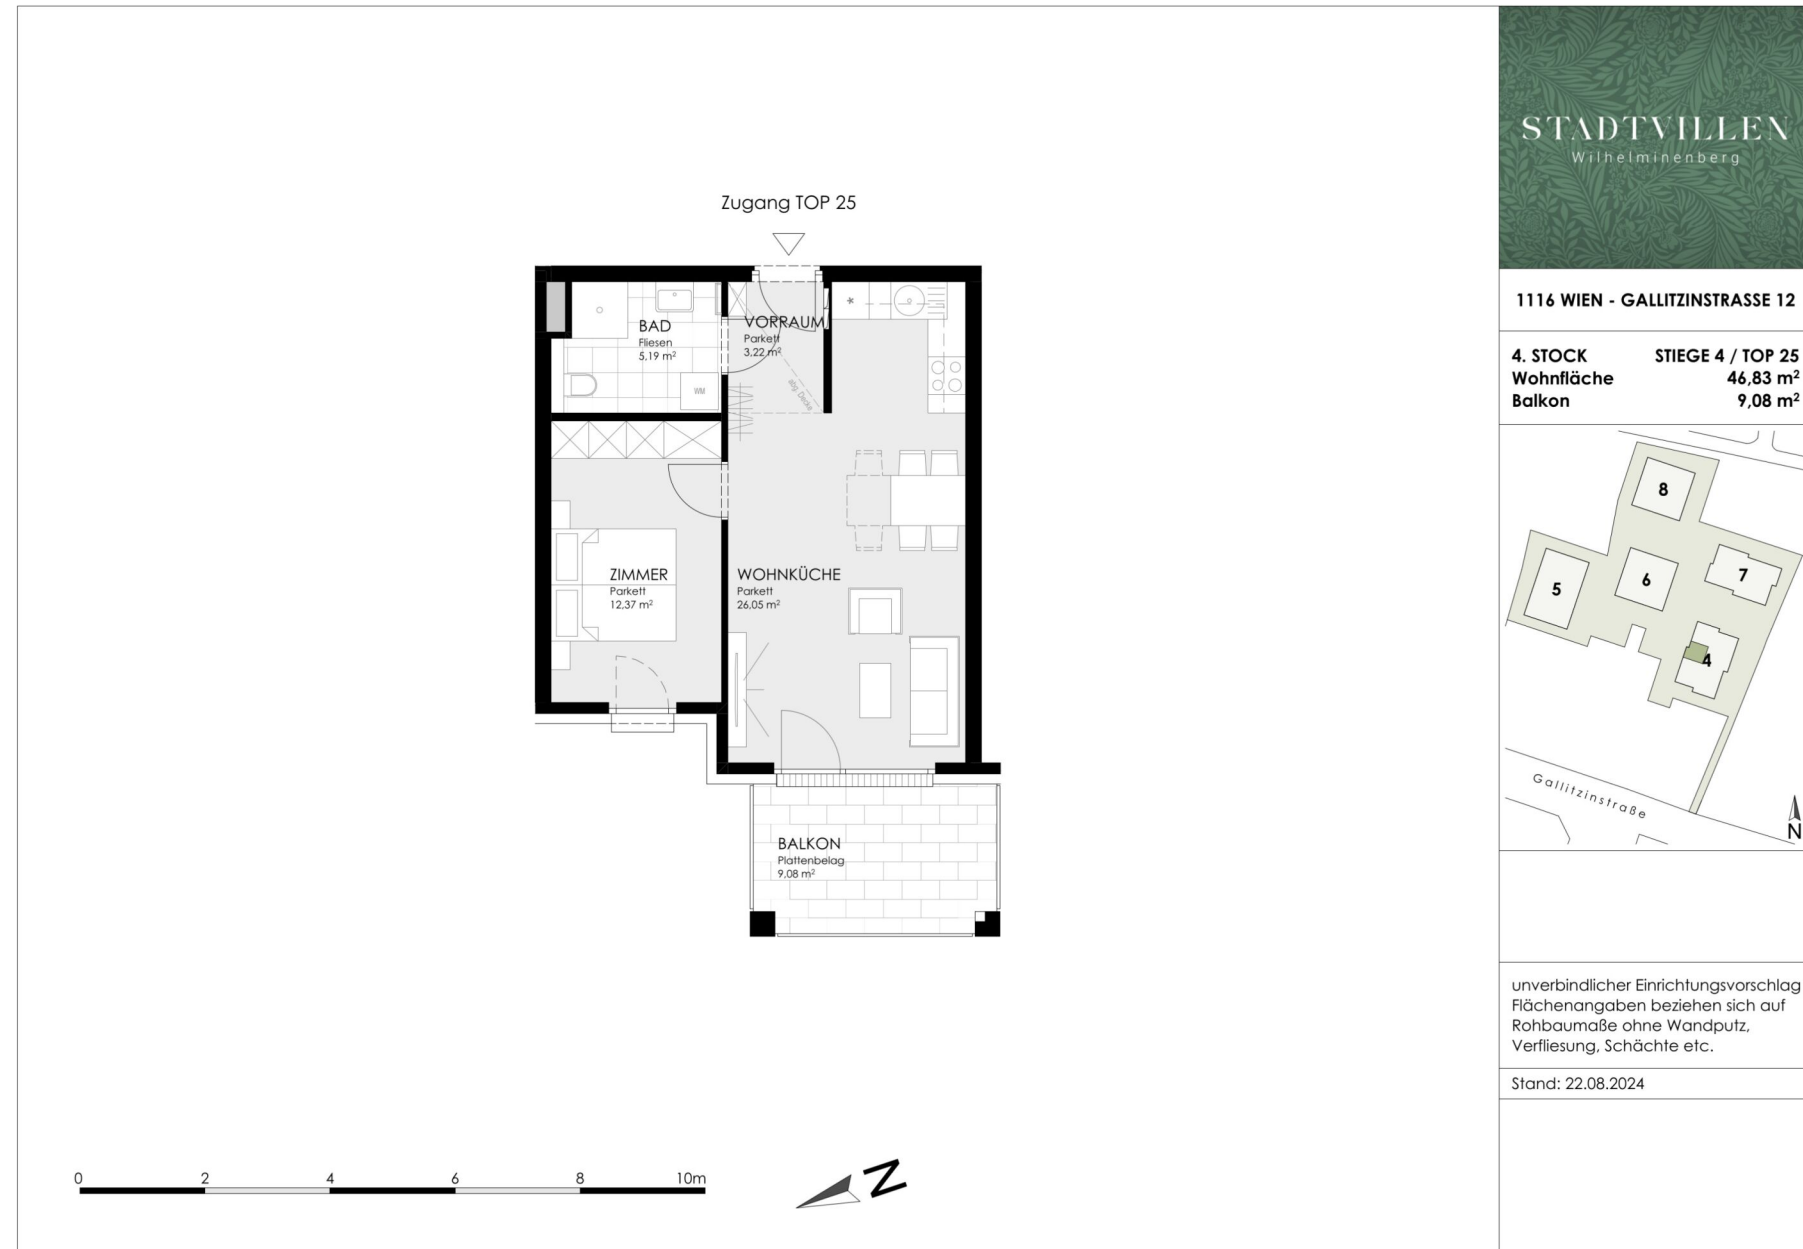 STADTVILLEN
Wilhelminenberg
1116 WIEN - GALLITZINSTRASSE 12
4. STOCK STIEGE 4 / TOP 25
Wohnfläche 46,83 m²
Balkon 9,08 m²
8
7
6
5
4
Gallitzinstraße
N
unverbindlicher Einrichtungsvorschlag
Flächenangaben beziehen sich auf
Rohbaumaße ohne Wandputz,
Verfliesung, Schächte etc.
Stand: 22.08.2024
Zugang TOP 25
BAD
Fliesen
5,19 m²
WM
VORRAUM
Parkett
3,22 m²
abg. Decke
*
ZIMMER
Parkett
12,37 m²
WOHNKÜCHE
Parkett
26,05 m²
BALKON
Plattenbelag
9,08 m²
0 2 4 6 8 10m
N